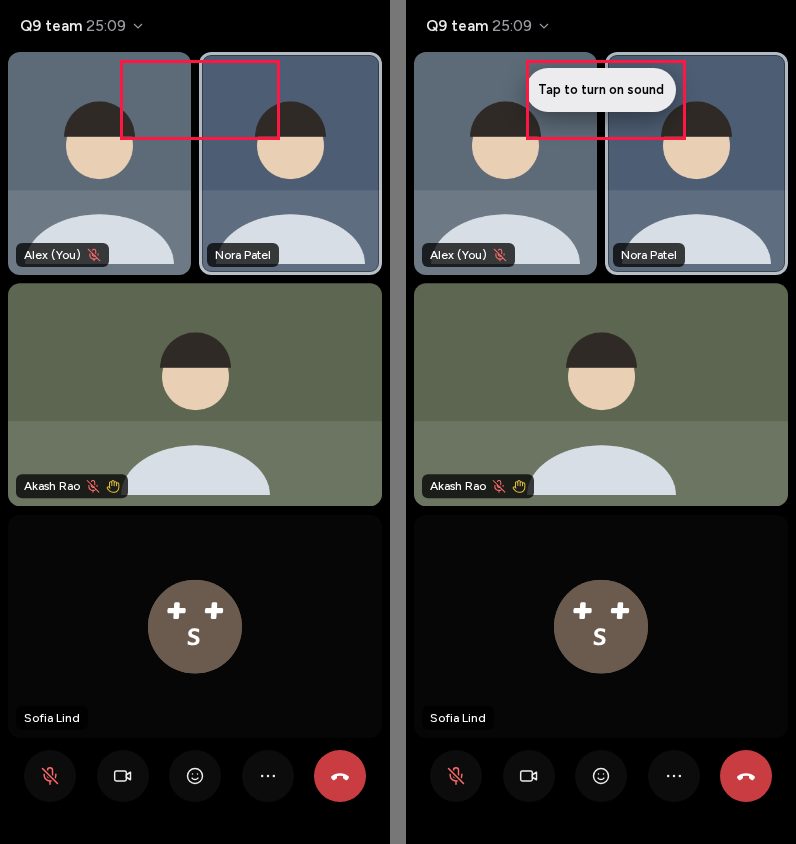 Q9 team 25:09
Alex (You)
Nora Patel
Akash Rao
S
Sofia Lind
Q9 team 25:09
Tap to turn on sound
Alex (You)
Nora Patel
Akash Rao
S
Sofia Lind